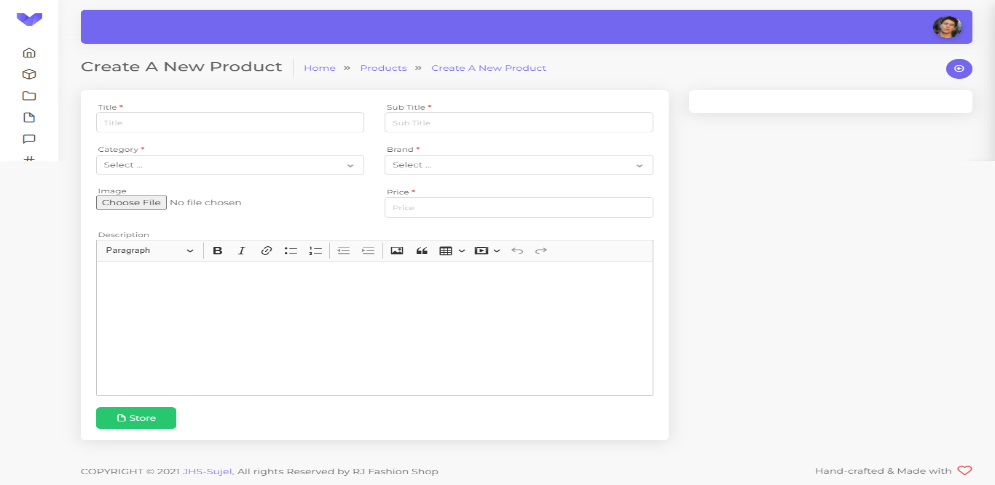 Create A New Product Home » Products » Create A New Product
Title * Sub Title *
Title Sub Title
Category * Brand *
Select ... Select ...
Image Price *
Choose File No file chosen Price
Description
Paragraph B I
Store
COPYRIGHT © 2021 JHS-Sujel, All rights Reserved by RJ Fashion Shop Hand-crafted & Made with